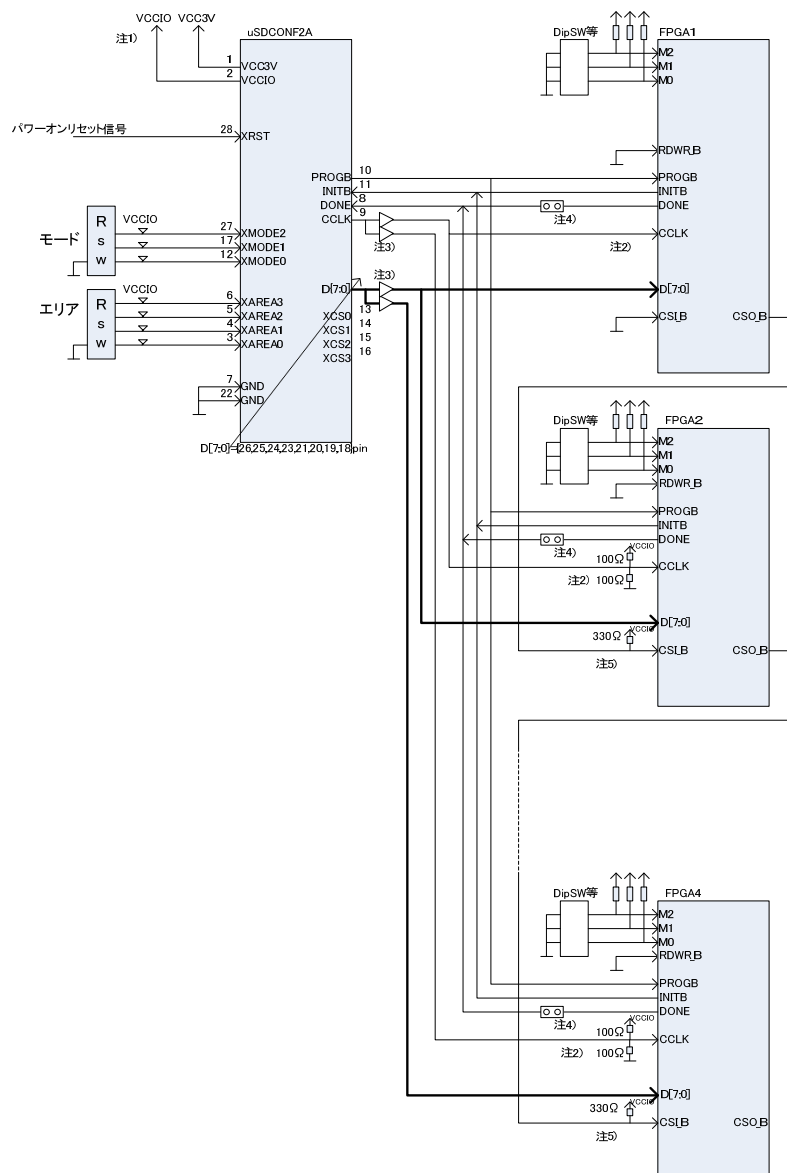 VCCIO VCC3V
注1)
uSDCONF2A
1 VCC3V
2 VCCIO
パワーオンリセット信号
28 XRST
10 PROGB
11 INITB
8 DONE
9 CCLK
注3)
モード
R
s
w
VCCIO
27 XMODE2
17 XMODE1
12 XMODE0
エリア
R
s
w
VCCIO
6 XAREA3
5 XAREA2
4 XAREA1
3 XAREA0
D[7:0]
注3)
XCS0 13
XCS1 14
XCS2 15
XCS3 16
7 GND
22 GND
D[7:0]=[26,25,24,23,21,20,19,18]pin
DipSW等
FPGA1
M2
M1
M0
RDWR_B
PROGB
INITB
DONE
注4)
注2)
CCLK
D[7:0]
CSI_B CSO_B
DipSW等
FPGA2
M2
M1
M0
RDWR_B
PROGB
INITB
DONE
注4)
VCCIO
100Ω
CCLK
注2) 100Ω
D[7:0]
VCCIO
330Ω
CSI_B CSO_B
注5)
DipSW等
FPGA4
M2
M1
M0
RDWR_B
PROGB
INITB
DONE
注4)
VCCIO
100Ω
CCLK
注2) 100Ω
D[7:0]
VCCIO
330Ω
CSI_B CSO_B
注5)